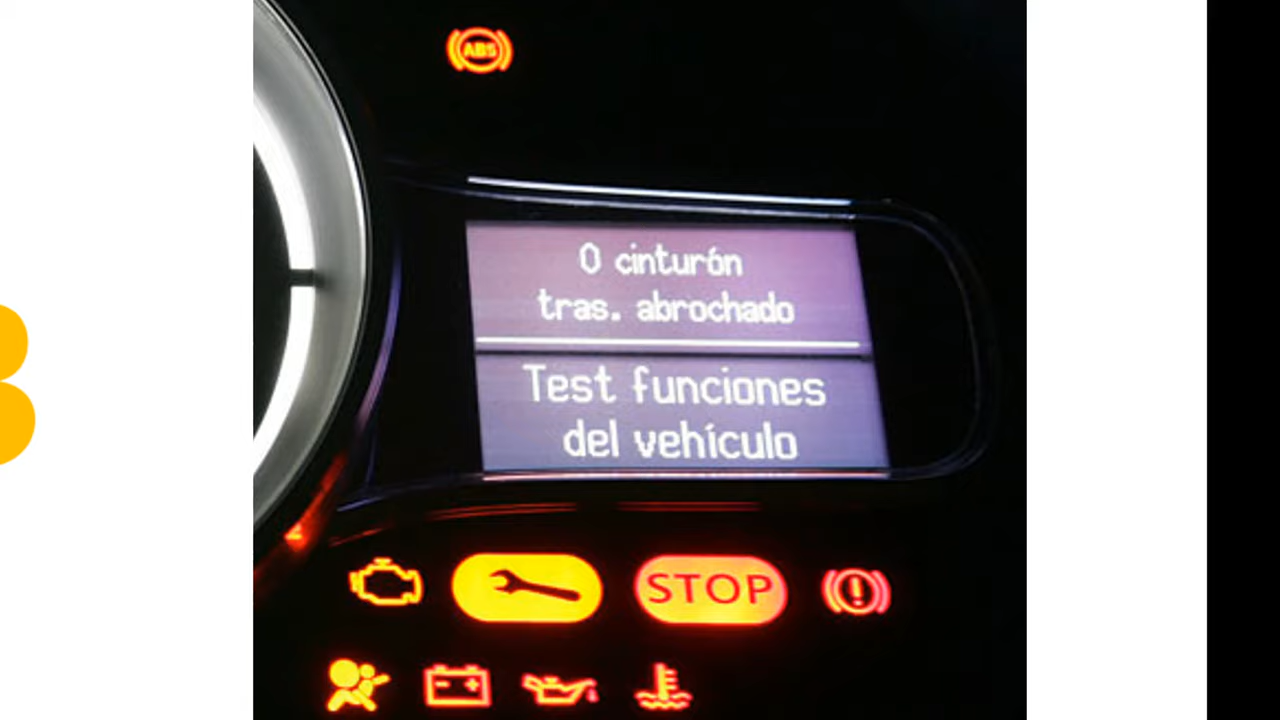 ABS
0 cinturón
tras. abrochado
Test funciones
del vehículo
STOP